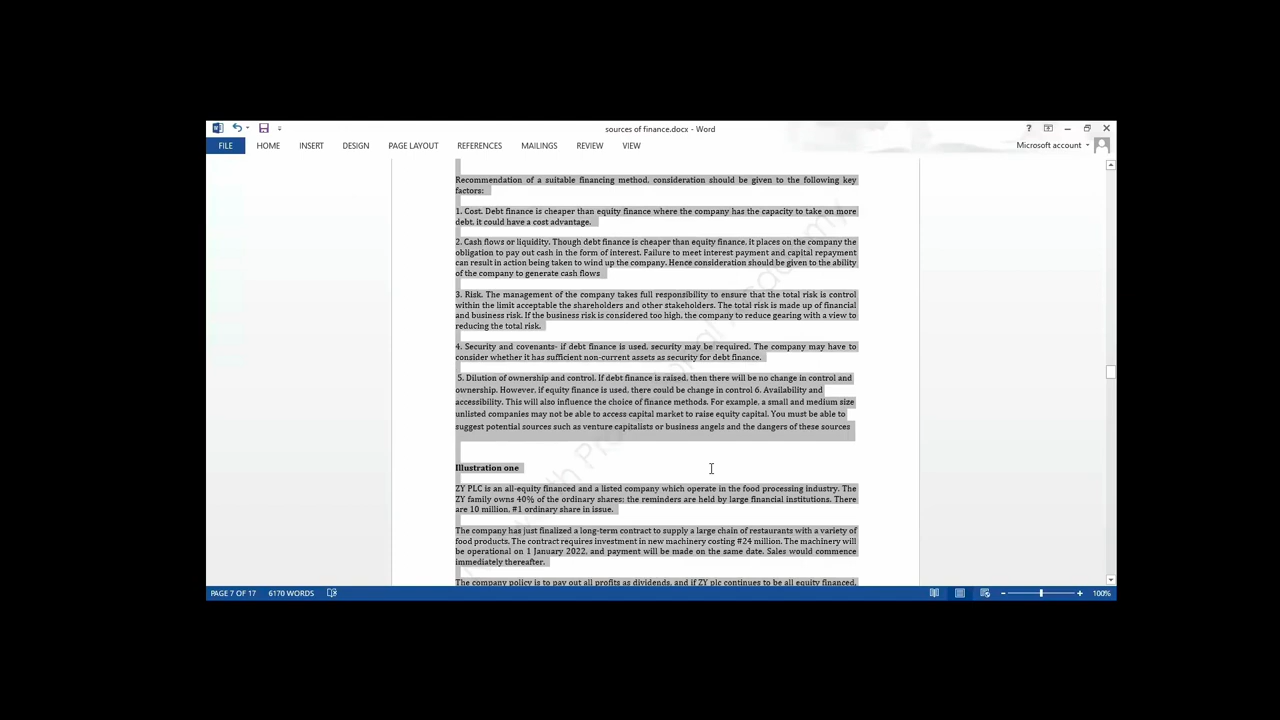 sources of finance.docx - Word
FILE HOME INSERT DESIGN PAGE LAYOUT REFERENCES MAILINGS REVIEW VIEW Microsoft account
Recommendation of a suitable financing method, consideration should be given to the following key
factors:
1. Cost. Debt finance is cheaper than equity finance where the company has the capacity to take on more
debt, it could have a cost advantage.
2. Cash flows or liquidity. Though debt finance is cheaper than equity finance, it places on the company the
obligation to pay out cash in the form of interest. Failure to meet interest payment and capital repayment
can result in action being taken to wind up the company. Hence consideration should be given to the ability
of the company to generate cash flows
3. Risk. The management of the company takes full responsibility to ensure that the total risk is control
within the limit acceptable the shareholders and other stakeholders. The total risk is made up of financial
and business risk. If the business risk is considered too high, the company to reduce gearing with a view to
reducing the total risk.
4. Security and covenants- if debt finance is used, security may be required. The company may have to
consider whether it has sufficient non-current assets as security for debt finance.
5. Dilution of ownership and control. If debt finance is raised, then there will be no change in control and
ownership. However, if equity finance is used, there could be change in control 6. Availability and
accessibility. This will also influence the choice of finance methods. For example, a small and medium size
unlisted companies may not be able to access capital market to raise equity capital. You must be able to
suggest potential sources such as venture capitalists or business angels and the dangers of these sources
Illustration one
ZY PLC is an all-equity financed and a listed company which operate in the food processing industry. The
ZY family owns 40% of the ordinary shares; the reminders are held by large financial institutions. There
are 10 million, #1 ordinary share in issue.
The company has just finalized a long-term contract to supply a large chain of restaurants with a variety of
food products. The contract requires investment in new machinery costing #24 million. The machinery will
be operational on 1 January 2022, and payment will be made on the same date. Sales would commence
immediately thereafter.
The company policy is to pay out all profits as dividends, and if ZY plc continues to be all equity financed,
PAGE 7 OF 17 6170 WORDS 100%